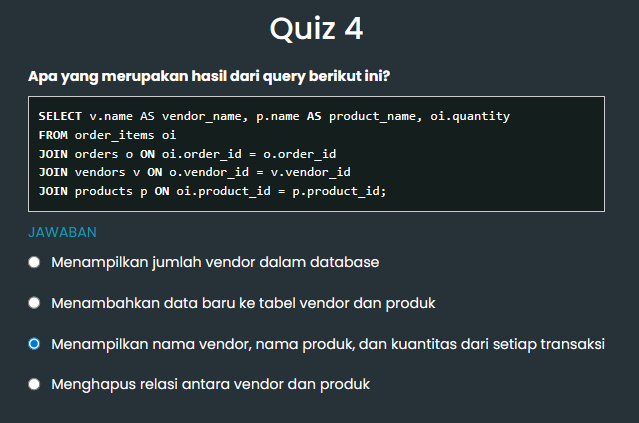 Quiz 4
Apa yang merupakan hasil dari query berikut ini?
SELECT v.name AS vendor_name, p.name AS product_name, oi.quantity
FROM order_items oi
JOIN orders o ON oi.order_id = o.order_id
JOIN vendors v ON o.vendor_id = v.vendor_id
JOIN products p ON oi.product_id = p.product_id;
JAWABAN
Menampilkan jumlah vendor dalam database
Menambahkan data baru ke tabel vendor dan produk
Menampilkan nama vendor, nama produk, dan kuantitas dari setiap transaksi
Menghapus relasi antara vendor dan produk